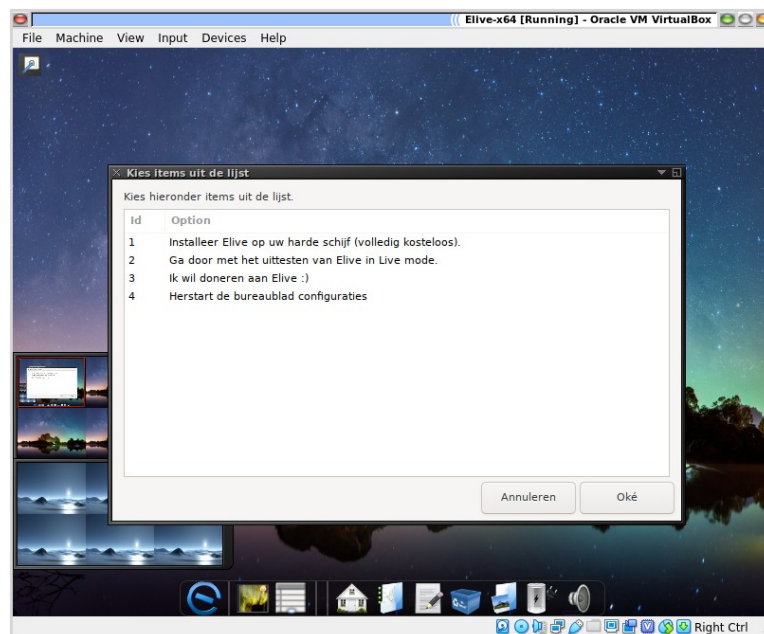 Elive-x64 [Running] - Oracle VM VirtualBox
File Machine View Input Devices Help
Kies items uit de lijst
Kies hieronder items uit de lijst.
Id Option
1 Installeer Elive op uw harde schijf (volledig kosteloos).
2 Ga door met het uittesten van Elive in Live mode.
3 Ik wil doneren aan Elive :)
4 Herstart de bureaublad configuraties
Annuleren Oké
Right Ctrl